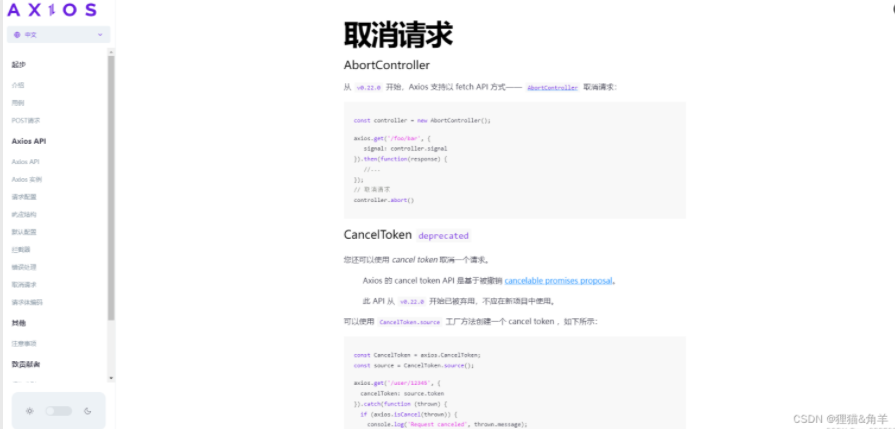 AXIOS
中文
起步
介绍
用例
POST请求
Axios API
Axios API
Axios 实例
请求配置
响应结构
默认配置
拦截器
错误处理
取消请求
请求体编码
其他
注意事项
取消请求
AbortController
从 v0.22.0 开始，Axios 支持以 fetch API 方式—— AbortController 取消请求：
const controller = new AbortController();
axios.get('/foo/bar', {
signal: controller.signal
}).then(function(response) {
//...
});
// 取消请求
controller.abort()
CancelToken deprecated
您还可以使用 cancel token 取消一个请求。
Axios 的 cancel token API 是基于被撤销 cancelable promises proposal。
此 API 从 v0.22.0 开始已被弃用，不应在新项目中使用。
可以使用 CancelToken.source 工厂方法创建一个 cancel token ，如下所示：
const CancelToken = axios.CancelToken;
const source = CancelToken.source();
axios.get('/user/12345', {
cancelToken: source.token
}).catch(function (thrown) {
if (axios.isCancel(thrown)) {
console.log('Request canceled', thrown.message);
CSDN @狸猫&角羊